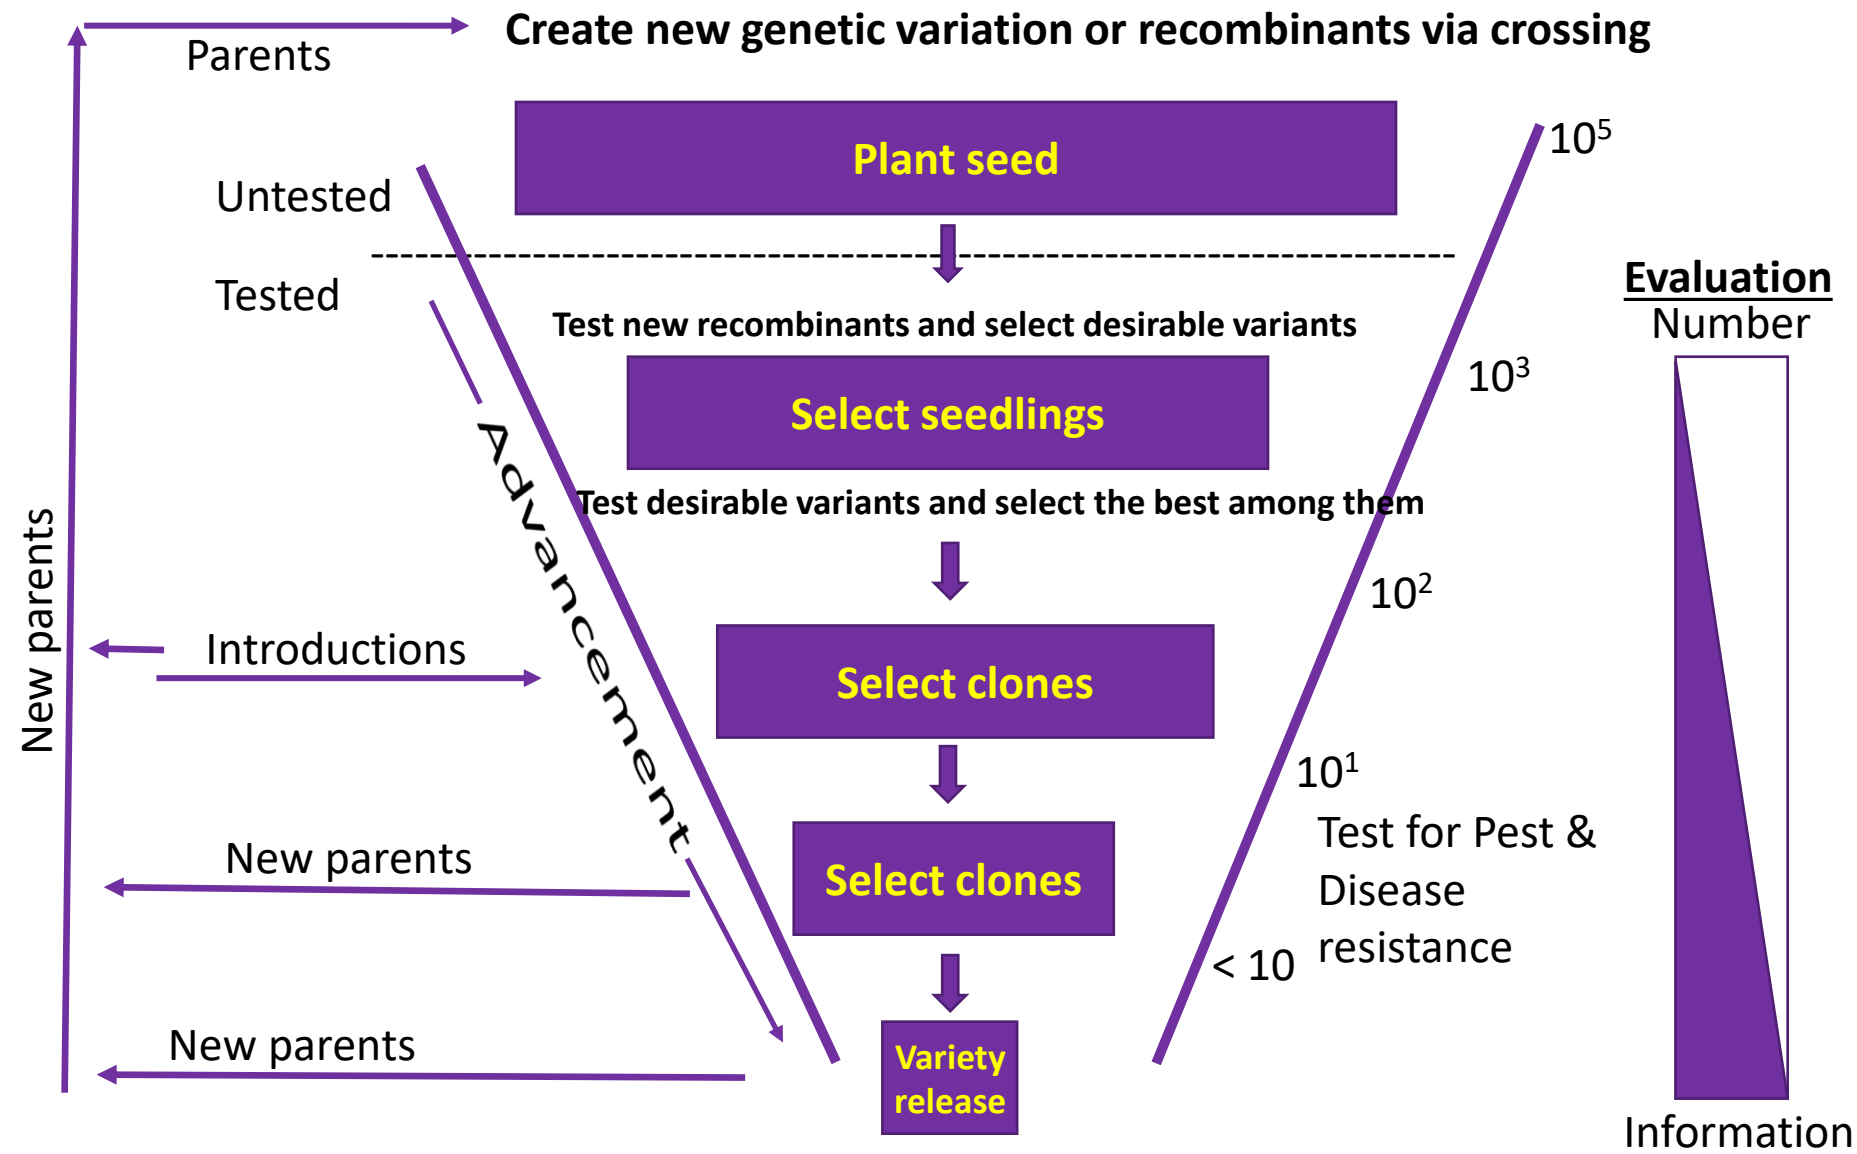 Create new genetic variation or recombinants via crossing
Parents
Plant seed
10⁵
Untested
Tested
Evaluation
Number
Test new recombinants and select desirable variants
10³
Select seedlings
Advancement
Test desirable variants and select the best among them
10²
New parents
Introductions
Select clones
10¹
Test for Pest &
Disease
resistance
New parents
Select clones
< 10
New parents
Variety
release
Information